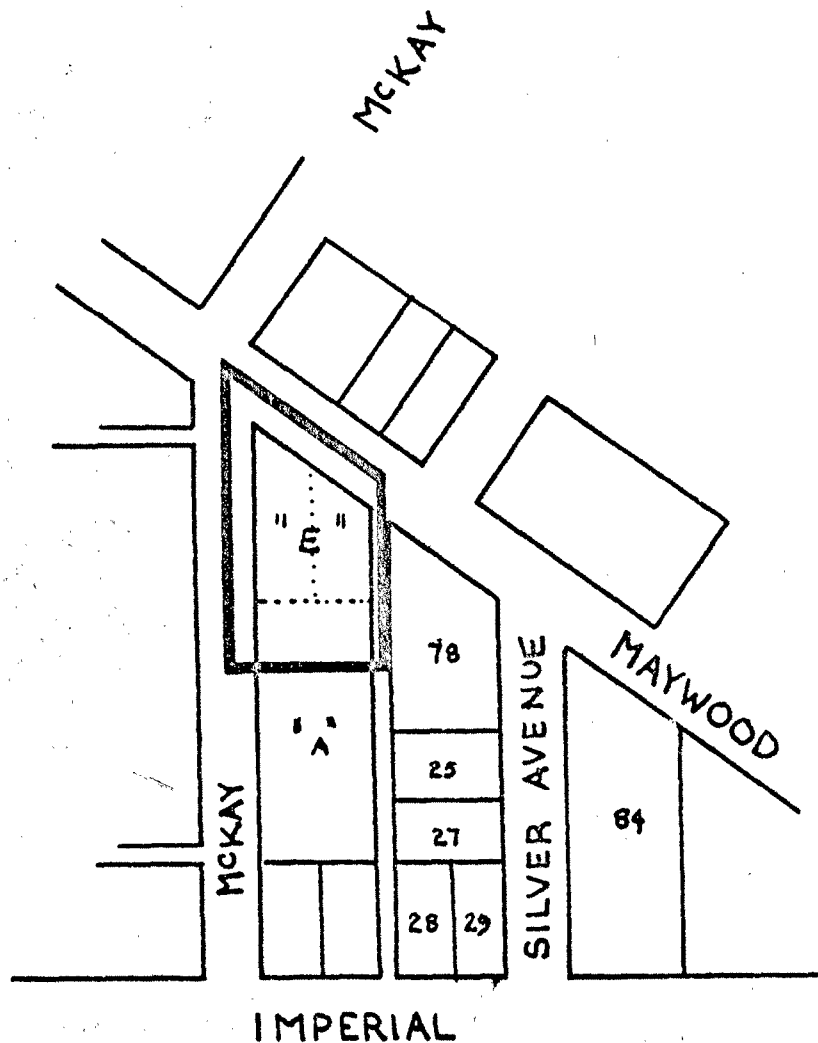 McKAY
" E "
78
" A "
25
27
28
29
84
McKAY
SILVER AVENUE
MAYWOOD
IMPERIAL